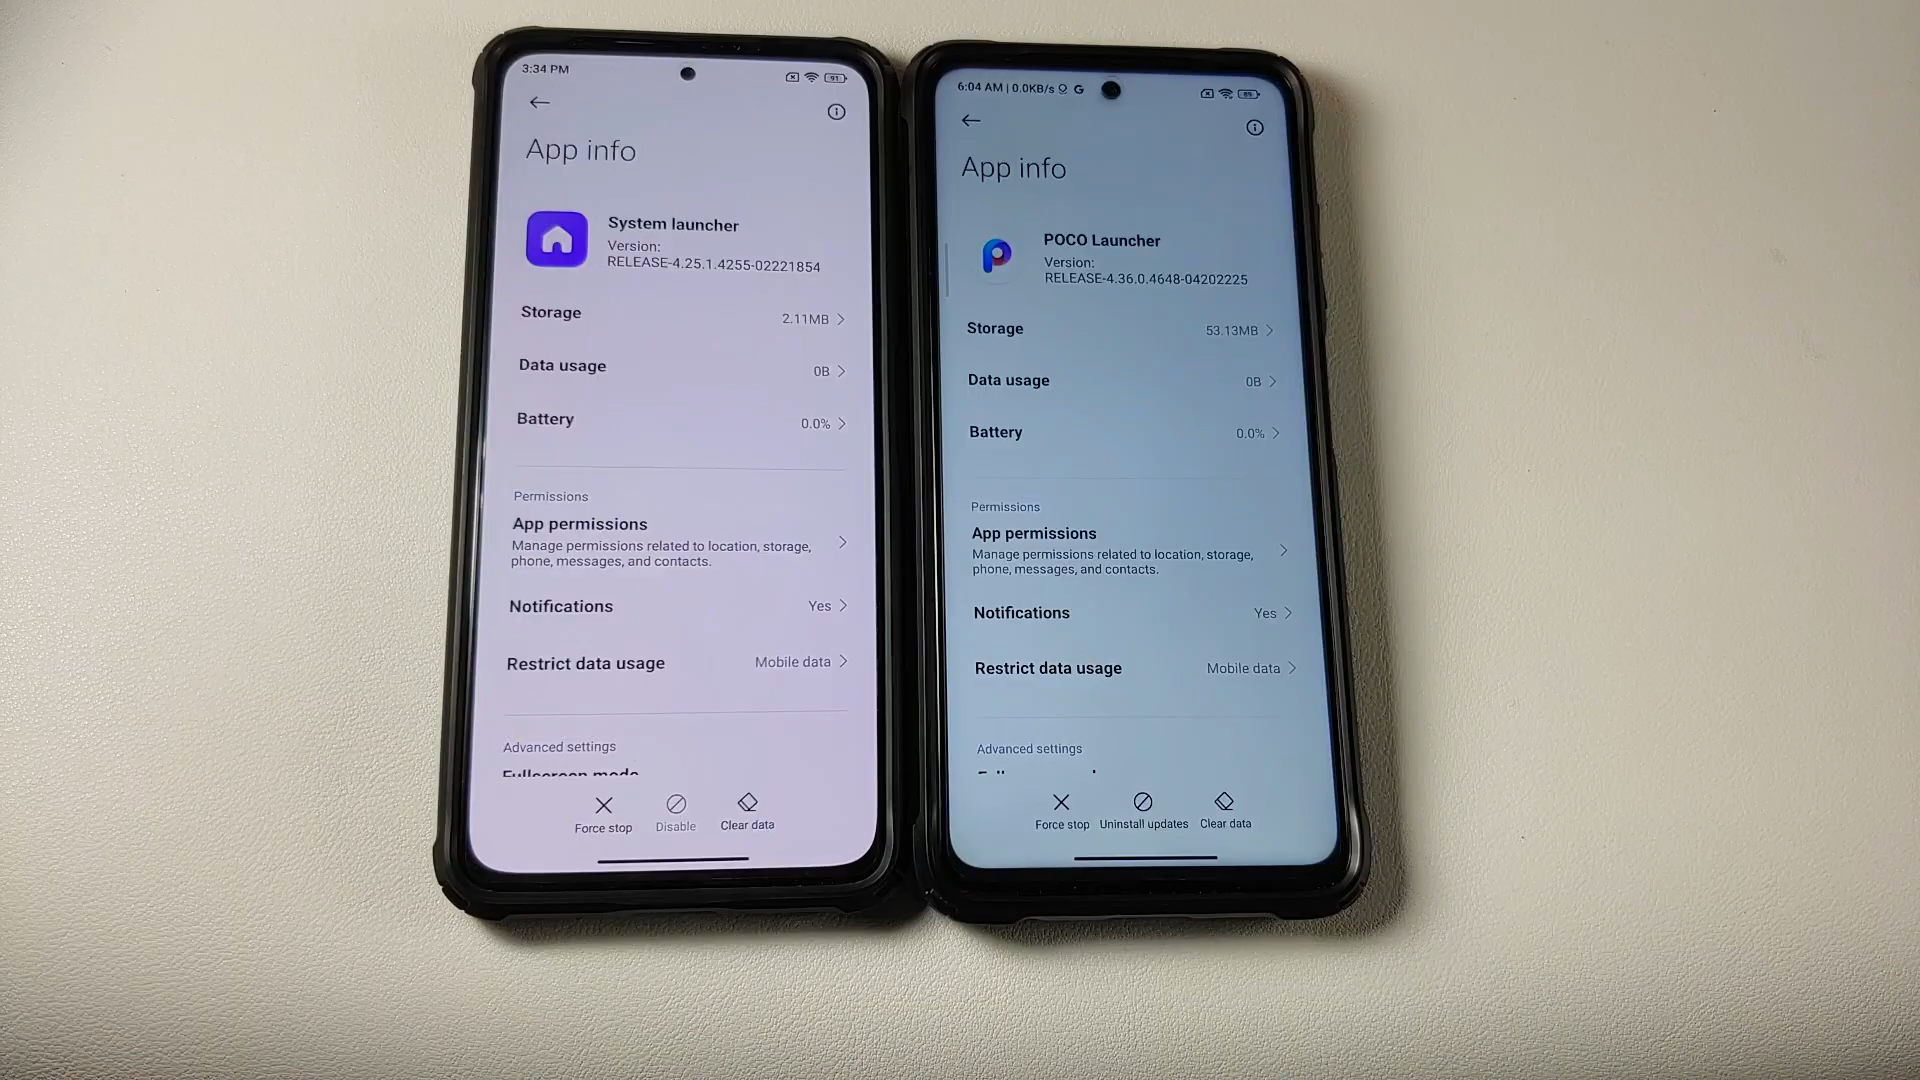 3:34 PM
91
App info
System launcher
Version:
RELEASE-4.25.1.4255-02221854
Storage
2.11MB
Data usage
0B
Battery
0.0%
Permissions
App permissions
Manage permissions related to location, storage,
phone, messages, and contacts.
Notifications
Yes
Restrict data usage
Mobile data
Advanced settings
Fullscreen mode
Force stop
Disable
Clear data
6:04 AM | 0.0KB/s G
App info
POCO Launcher
Version:
RELEASE-4.36.0.4648-04202225
Storage
53.13MB
Data usage
0B
Battery
0.0%
Permissions
App permissions
Manage permissions related to location, storage,
phone, messages, and contacts.
Notifications
Yes
Restrict data usage
Mobile data
Advanced settings
Force stop
Uninstall updates
Clear data